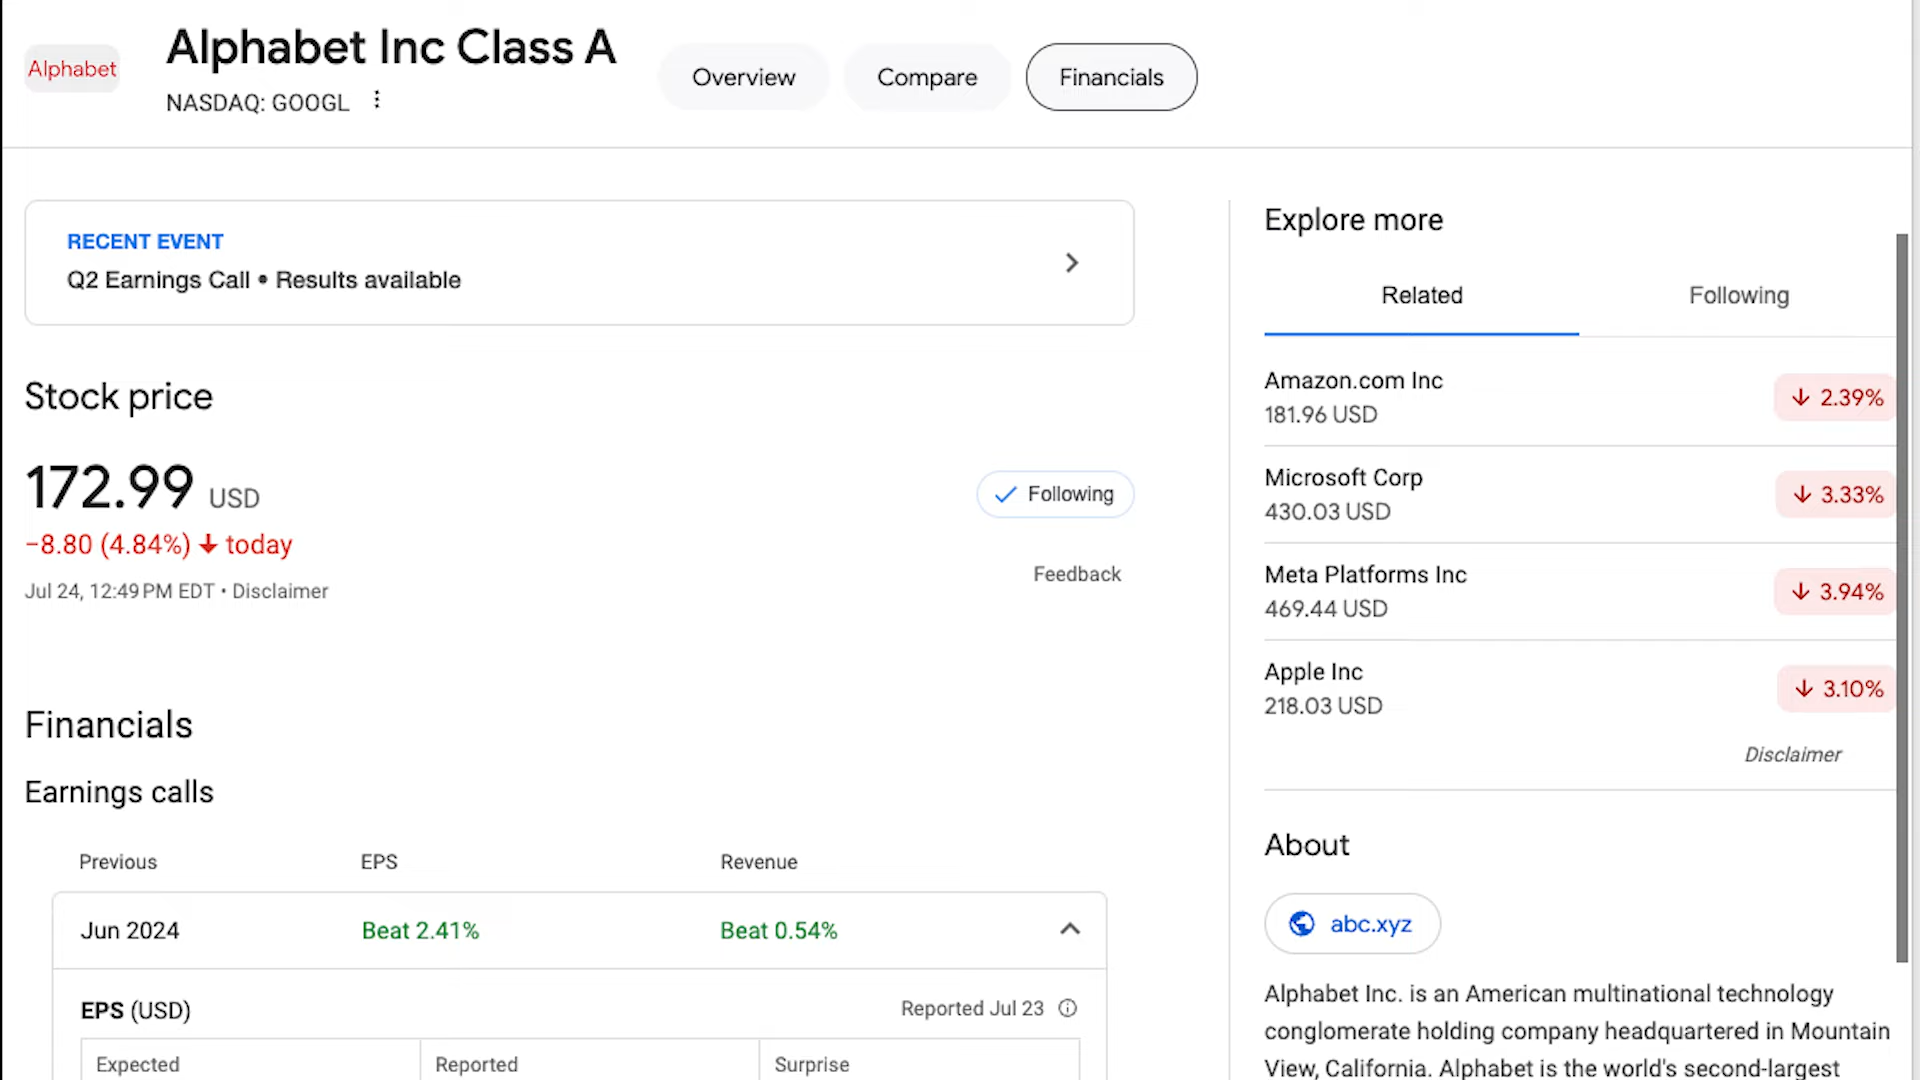 Alphabet
Alphabet Inc Class A
NASDAQ: GOOGL
Overview
Compare
Financials
RECENT EVENT
Q2 Earnings Call • Results available
Stock price
172.99 USD
−8.80 (4.84%) ↓ today
Jul 24, 12:49 PM EDT • Disclaimer
Following
Feedback
Financials
Earnings calls
Previous EPS Revenue
Jun 2024 Beat 2.41% Beat 0.54%
EPS (USD) Reported Jul 23
Expected Reported Surprise
Explore more
Related Following
Amazon.com Inc
181.96 USD
↓ 2.39%
Microsoft Corp
430.03 USD
↓ 3.33%
Meta Platforms Inc
469.44 USD
↓ 3.94%
Apple Inc
218.03 USD
↓ 3.10%
Disclaimer
About
abc.xyz
Alphabet Inc. is an American multinational technology
conglomerate holding company headquartered in Mountain
View, California. Alphabet is the world's second-largest